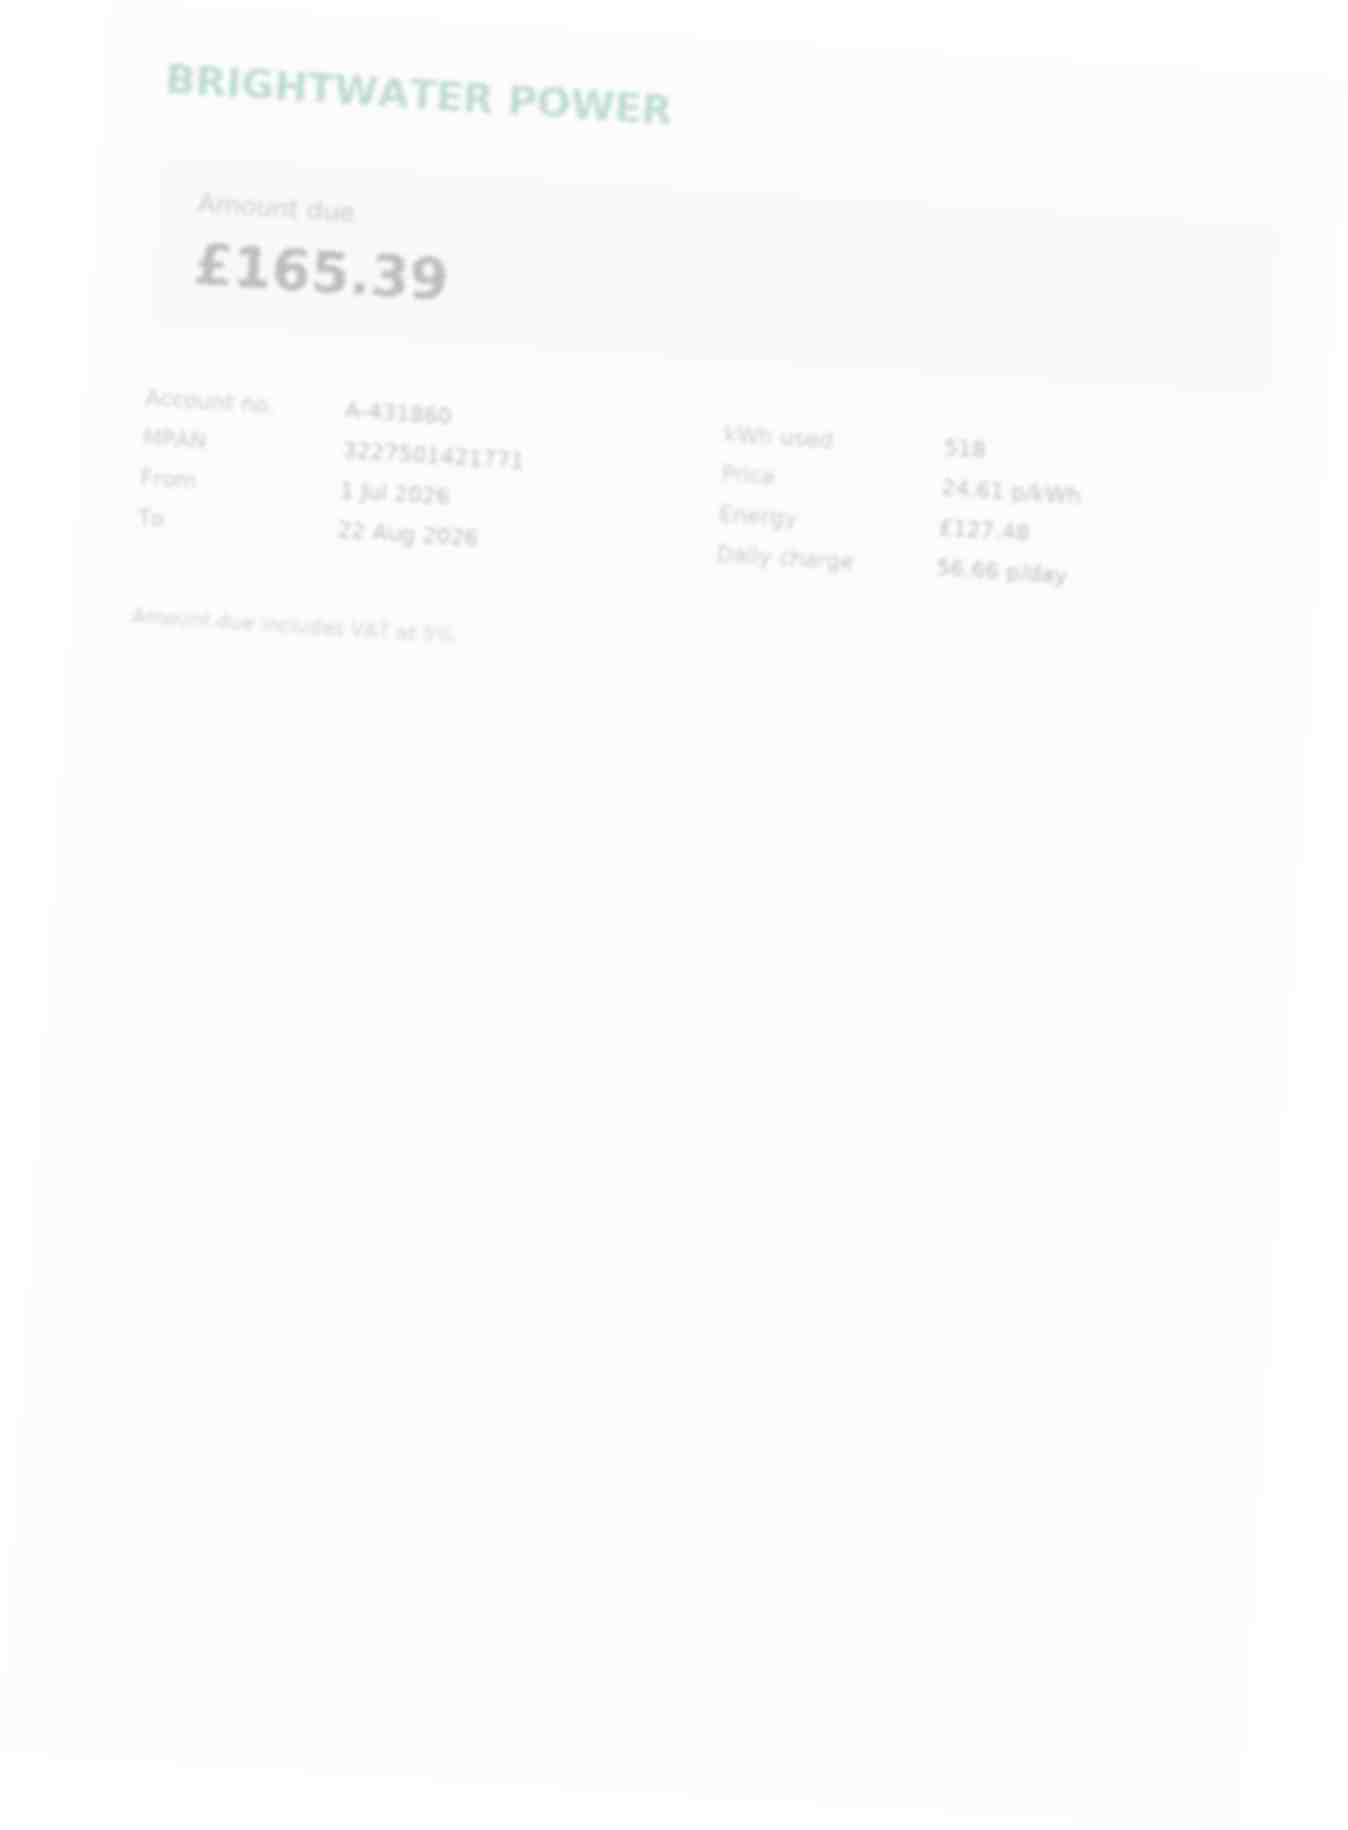 BRIGHTWATER POWER
Amount due
£165.39
Account no. A-431860
MPAN 3227501421771
From 1 Jul 2026
To 22 Aug 2026
kWh used 518
Price 24.61 p/kWh
Energy £127.48
Daily charge 56.66 p/day
Amount due includes VAT at 5%.